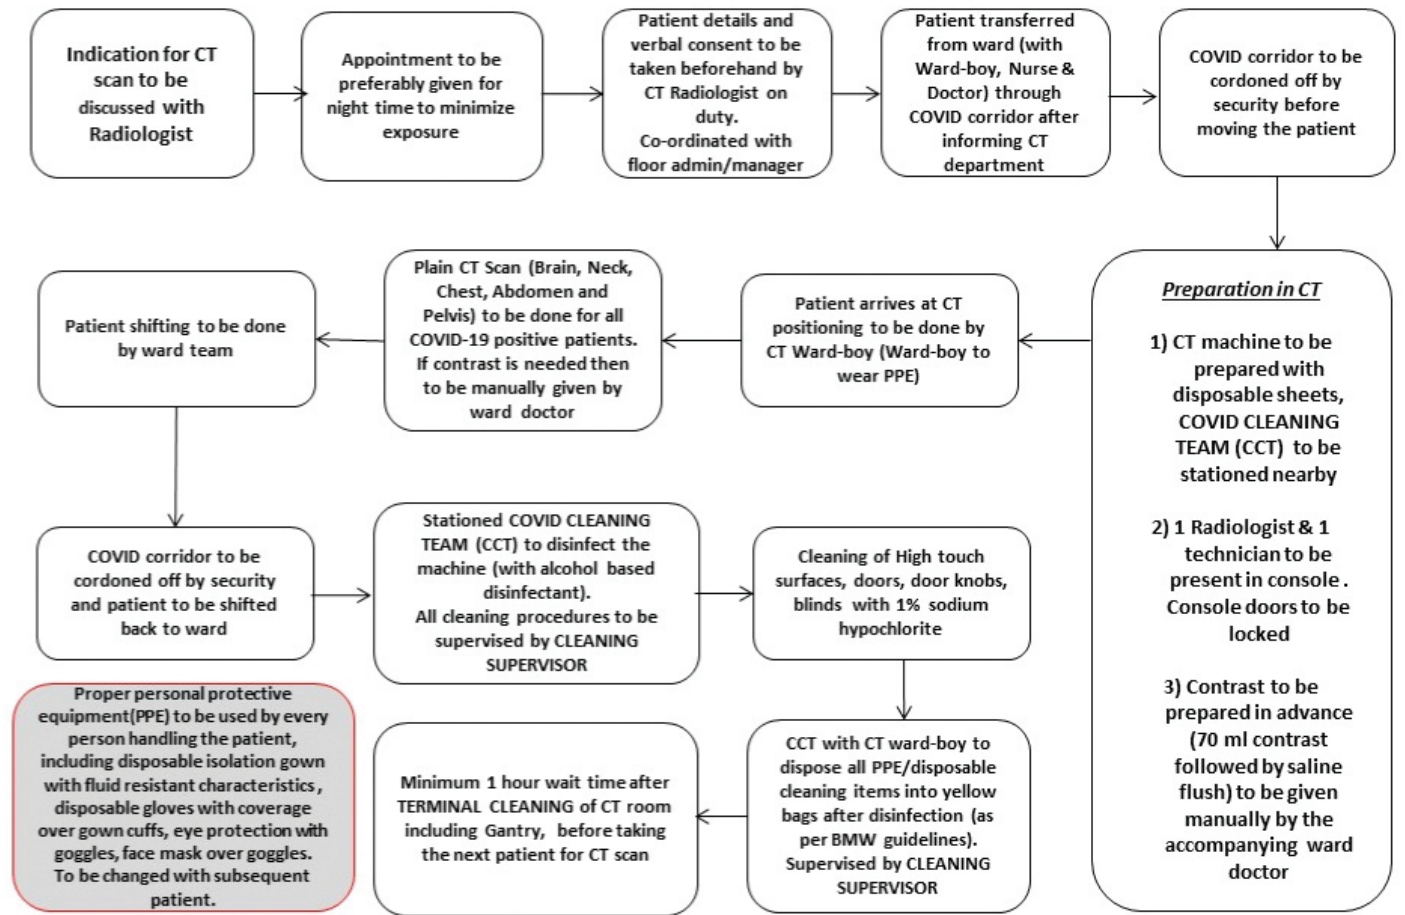 Indication for CT
scan to be
discussed with
Radiologist
Appointment to be
preferably given for
night time to minimize
exposure
Patient details and
verbal consent to be
taken beforehand by
CT Radiologist on
duty.
Co-ordinated with
floor admin/manager
Patient transferred
from ward (with
Ward-boy, Nurse &
Doctor) through
COVID corridor after
informing CT
department
COVID corridor to be
cordoned off by
security before
moving the patient
Preparation in CT
1) CT machine to be
prepared with
disposable sheets,
COVID CLEANING
TEAM (CCT) to be
stationed nearby
2) 1 Radiologist & 1
technician to be
present in console .
Console doors to be
locked
3) Contrast to be
prepared in advance
(70 ml contrast
followed by saline
flush) to be given
manually by the
accompanying ward
doctor
Patient arrives at CT
positioning to be done by
CT Ward-boy (Ward-boy to
wear PPE)
Plain CT Scan (Brain, Neck,
Chest, Abdomen and
Pelvis) to be done for all
COVID-19 positive patients.
If contrast is needed then
to be manually given by
ward doctor
Patient shifting to be done
by ward team
COVID corridor to be
cordoned off by security
and patient to be shifted
back to ward
Stationed COVID CLEANING
TEAM (CCT) to disinfect the
machine (with alcohol based
disinfectant).
All cleaning procedures to be
supervised by CLEANING
SUPERVISOR
Cleaning of High touch
surfaces, doors, door knobs,
blinds with 1% sodium
hypochlorite
CCT with CT ward-boy to
dispose all PPE/disposable
cleaning items into yellow
bags after disinfection (as
per BMW guidelines).
Supervised by CLEANING
SUPERVISOR
Minimum 1 hour wait time after
TERMINAL CLEANING of CT room
including Gantry, before taking
the next patient for CT scan
Proper personal protective
equipment(PPE) to be used by every
person handling the patient,
including disposable isolation gown
with fluid resistant characteristics ,
disposable gloves with coverage
over gown cuffs, eye protection with
goggles, face mask over goggles.
To be changed with subsequent
patient.